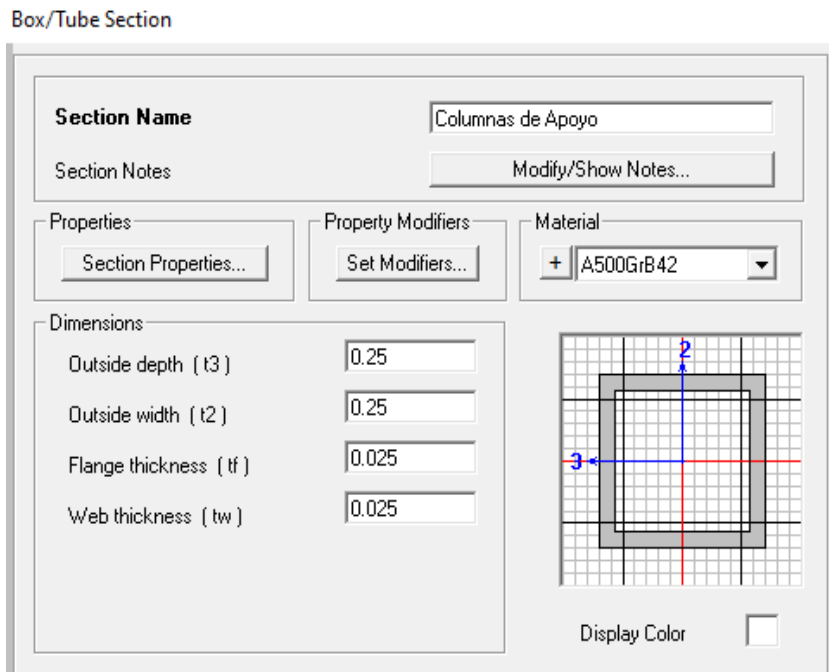 Box/Tube Section
Section Name Columnas de Apoyo
Section Notes Modify/Show Notes...
Properties Property Modifiers Material
Section Properties... Set Modifiers... + A500GrB42
Dimensions
Outside depth ( t3 ) 0.25
Outside width ( t2 ) 0.25
Flange thickness ( tf ) 0.025
Web thickness ( tw ) 0.025
2
3
Display Color